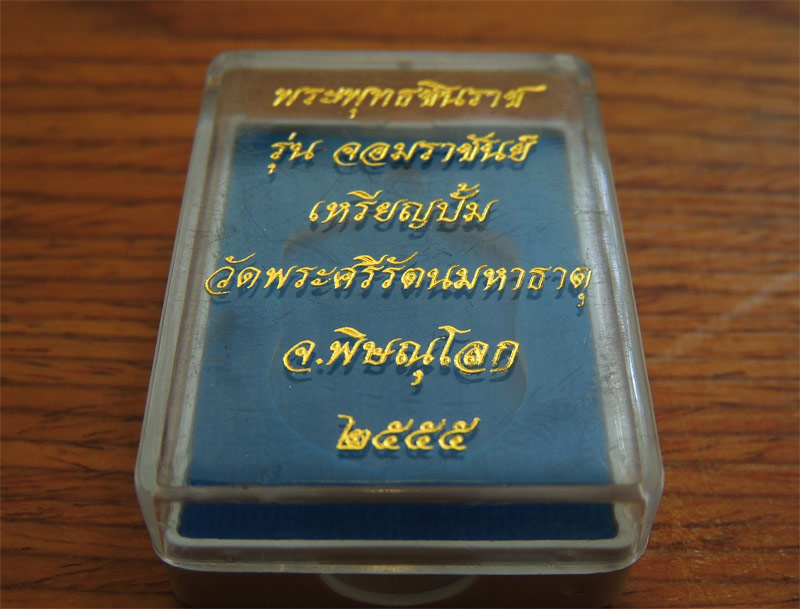 พระพุทธชินราช
รุ่น จอมราชันย์
เหรียญปั้ม
วัดพระศรีรัตนมหาธาตุ
จ.พิษณุโลก
๒๕๕๕